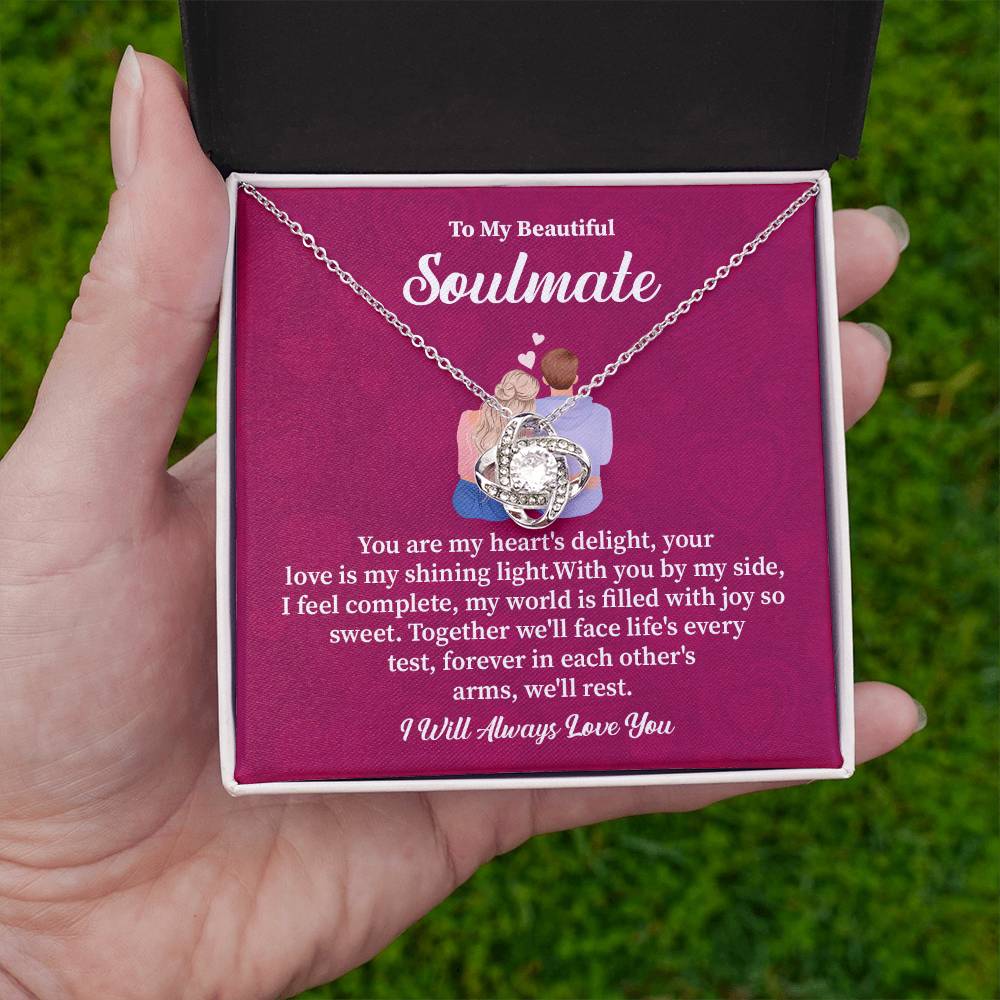 To My Beautiful
Soulmate
You are my heart's delight, your
love is my shining light.With you by my side,
I feel complete, my world is filled with joy so
sweet. Together we'll face life's every
test, forever in each other's
arms, we'll rest.
I Will Always Love You